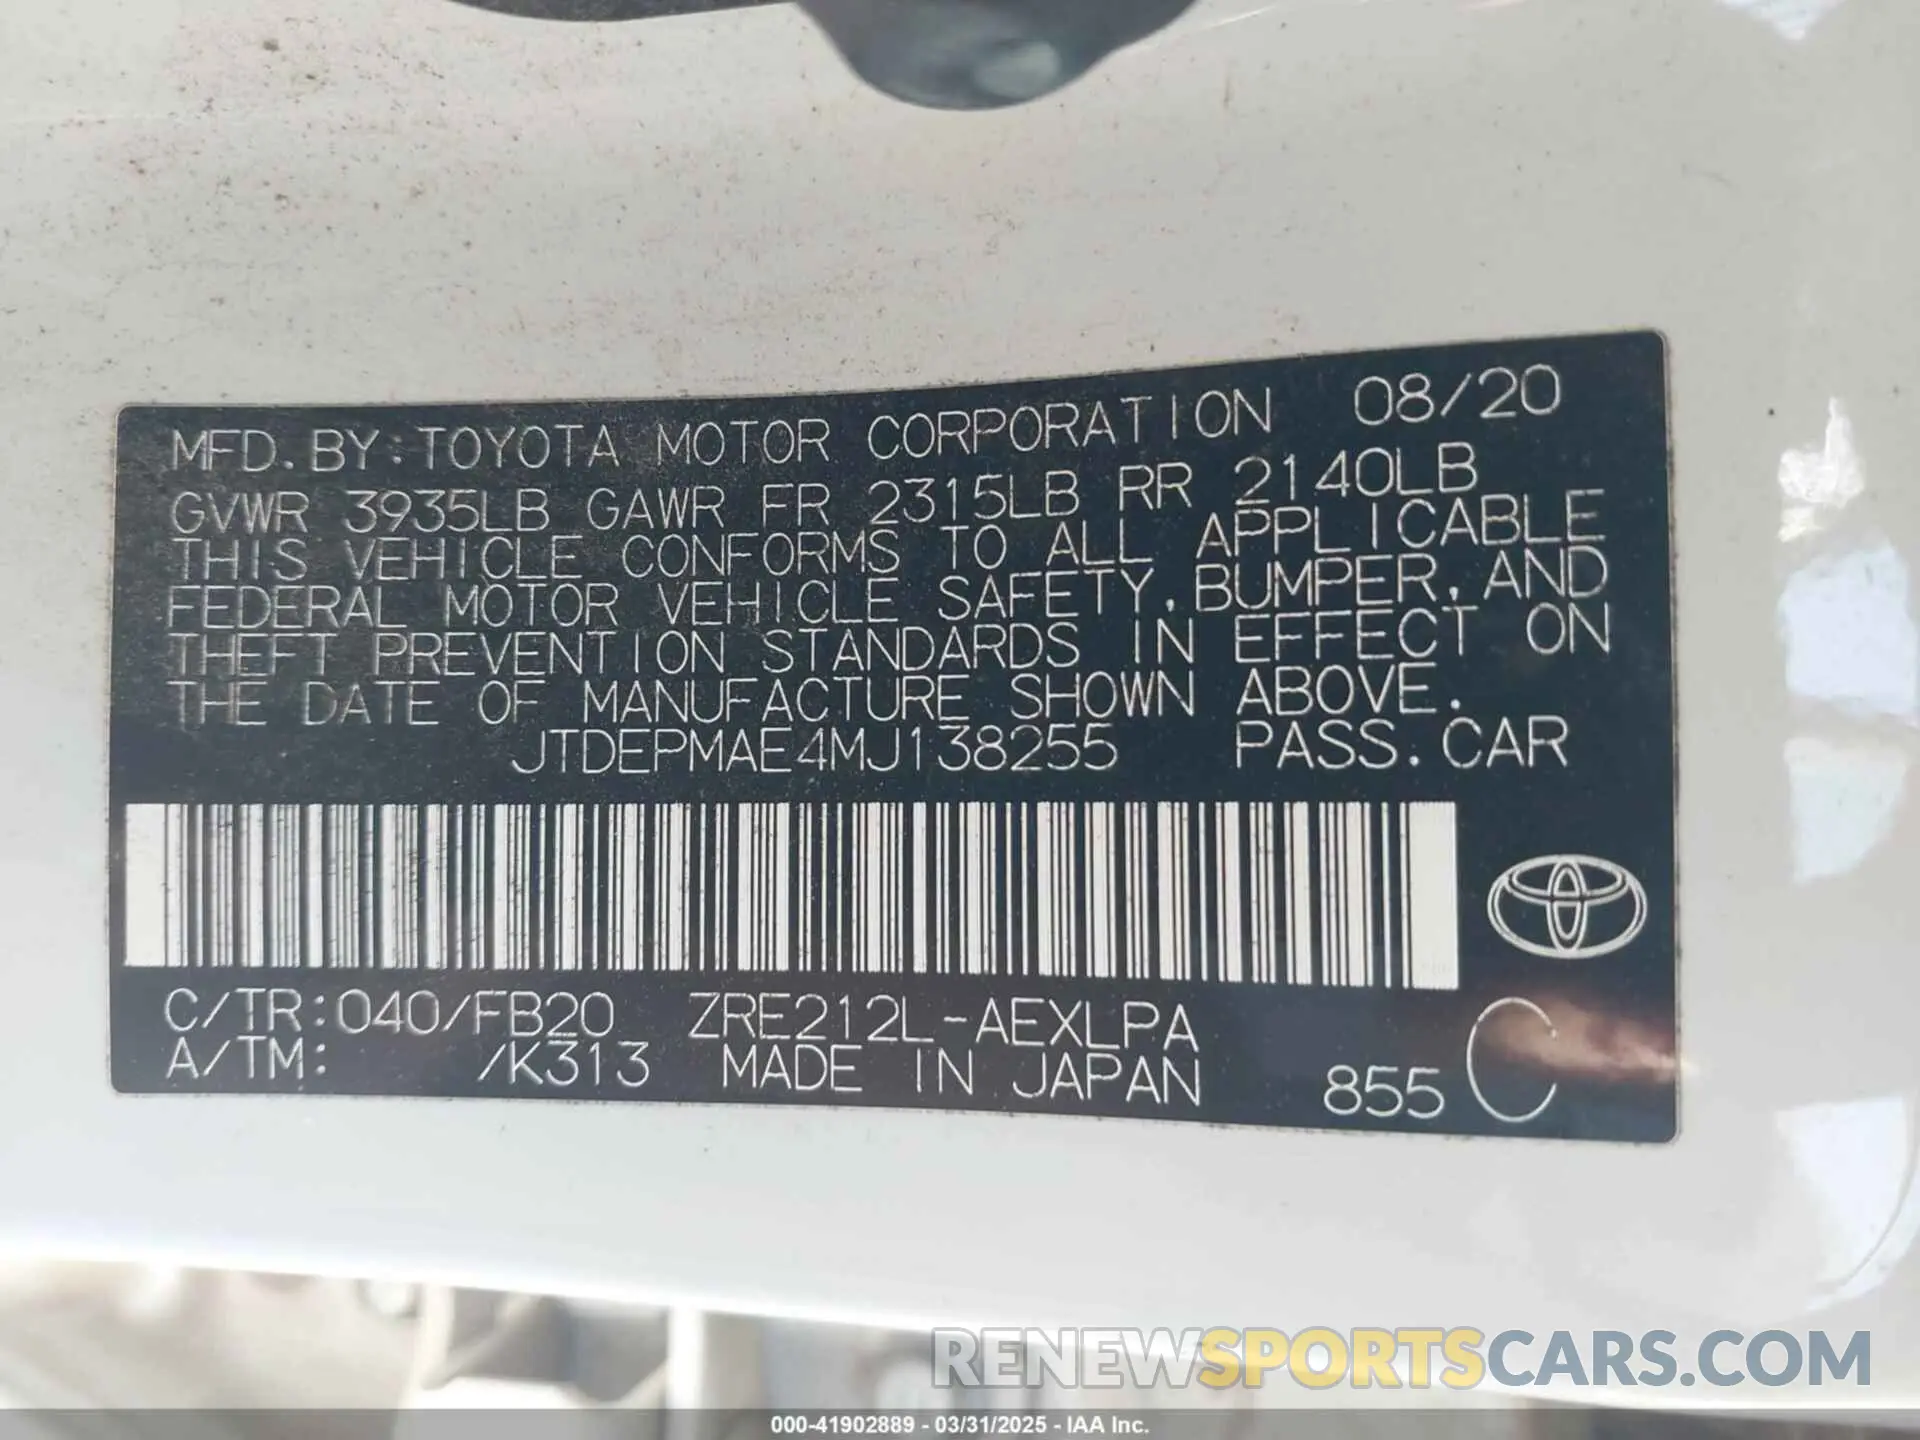 MFD. BY: TOYOTA MOTOR CORPORATION 08/20
GVWR 3935LB GAWR FR 2315LB RR 2140LB
THIS VEHICLE CONFORMS TO ALL APPLICABLE
FEDERAL MOTOR VEHICLE SAFETY, BUMPER, AND
THEFT PREVENTION STANDARDS IN EFFECT ON
THE DATE OF MANUFACTURE SHOWN ABOVE.
JTDEPMAE4MJ138255 PASS. CAR
C/TR: 040/FB20 ZRE212L-AEXLPA
A/TM: /K313 MADE IN JAPAN 855 C
RENEWSPORTSCARS.COM
000-41902889 - 03/31/2025 - IAA Inc.